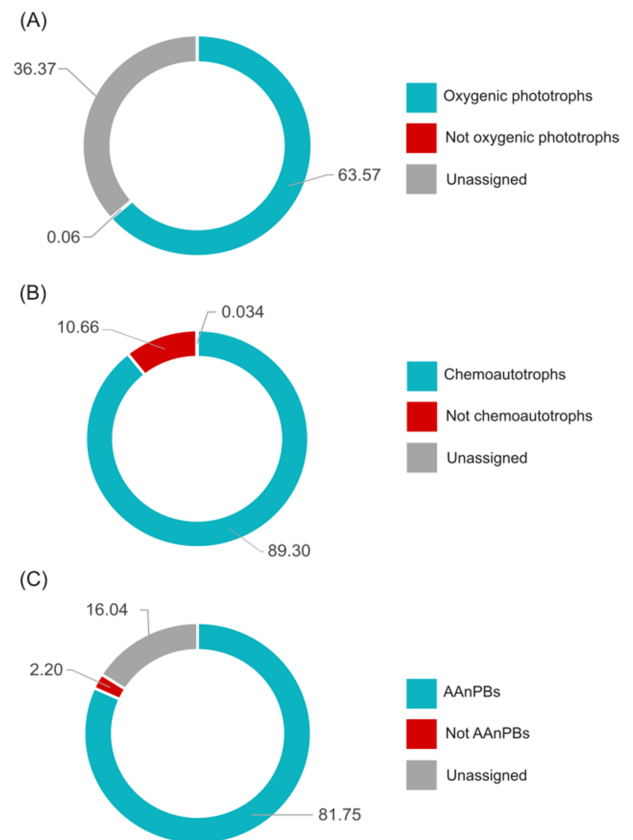 (A)
36.37
Oxygenic phototrophs
Not oxygenic phototrophs
Unassigned
63.57
0.06
(B)
0.034
10.66
Chemoautotrophs
Not chemoautotrophs
Unassigned
89.30
(C)
16.04
2.20
AAnPBs
Not AAnPBs
Unassigned
81.75